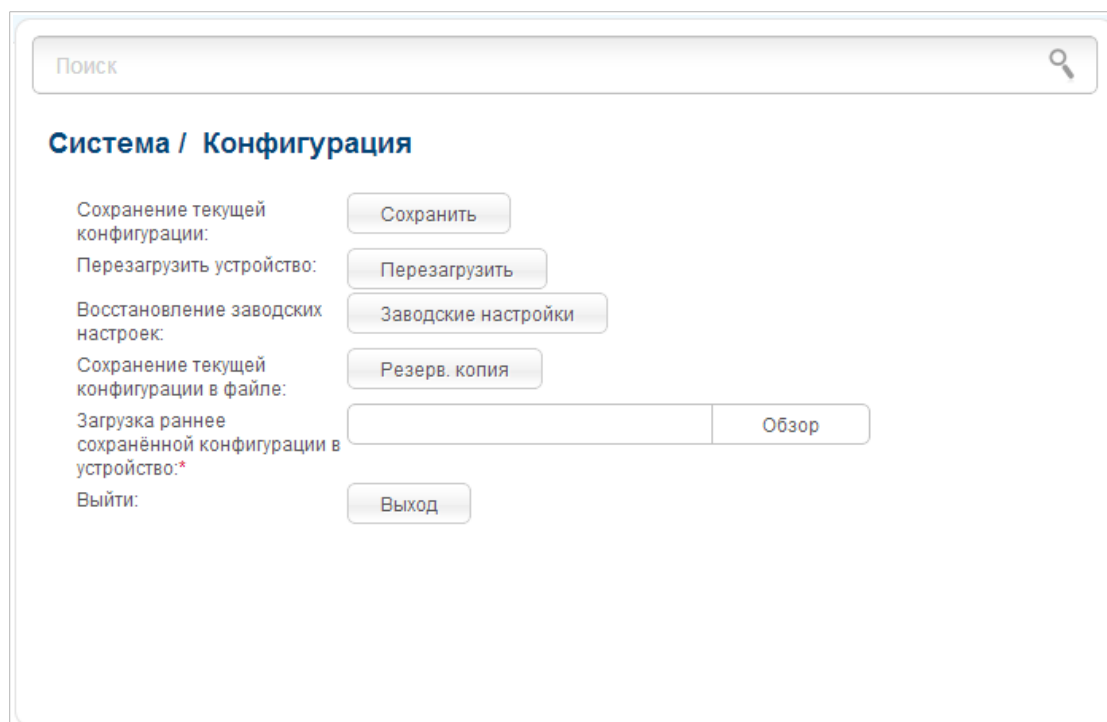 Поиск
Система / Конфигурация
Сохранение текущей
конфигурации:
Сохранить
Перезагрузить устройство:
Перезагрузить
Восстановление заводских
настроек:
Заводские настройки
Сохранение текущей
конфигурации в файле:
Резерв. копия
Загрузка раннее
сохранённой конфигурации в
устройство:*
Обзор
Выйти:
Выход